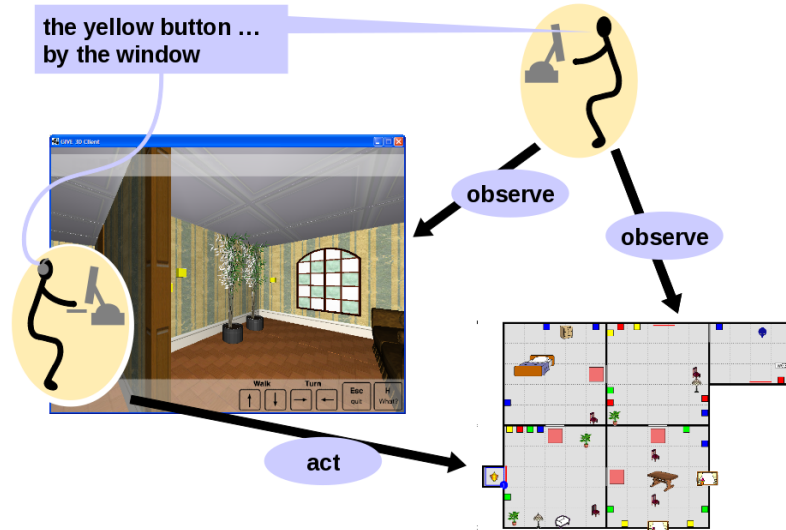 the yellow button …
by the window
GIVE 3D Client
observe
observe
Walk
Turn
Esc
quit
H
What?
act